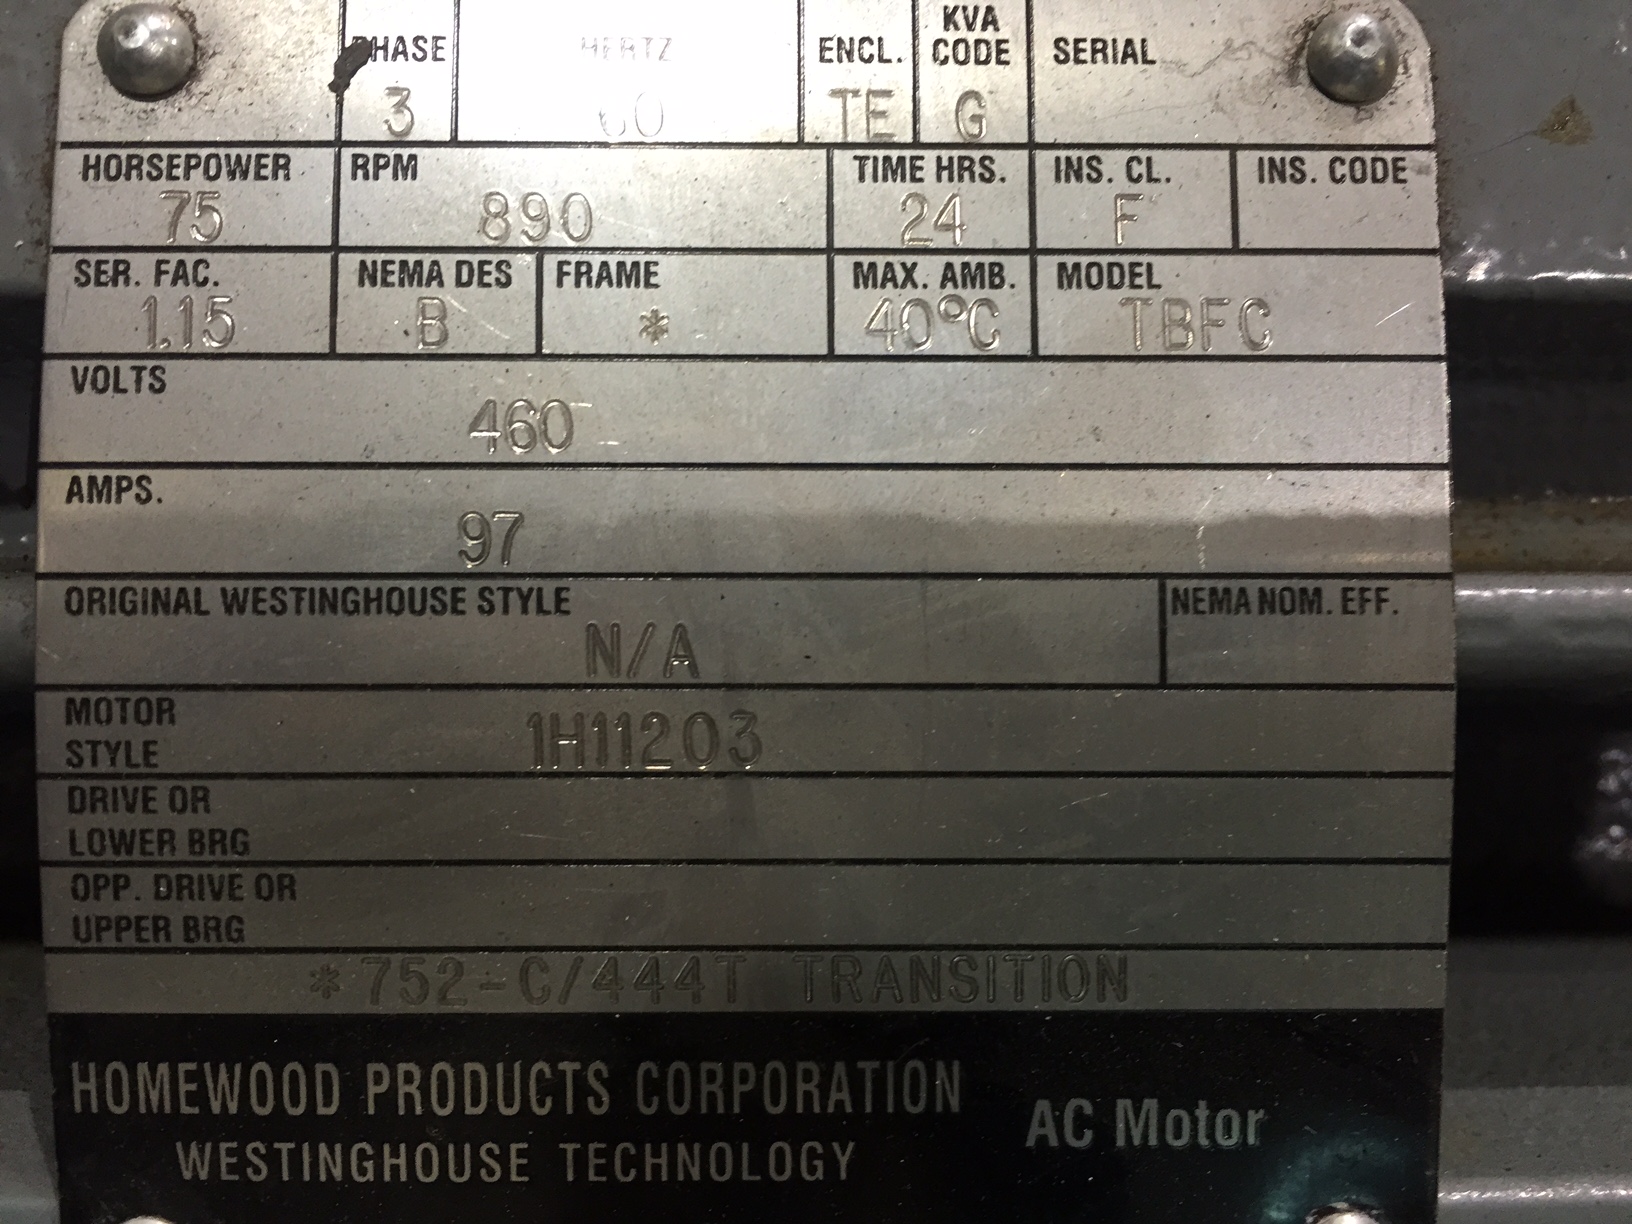 PHASE HERTZ ENCL. KVA CODE SERIAL
3 60 TE G
HORSEPOWER RPM TIME HRS. INS. CL. INS. CODE
75 890 24 F
SER. FAC. NEMA DES FRAME MAX. AMB. MODEL
1.15 B * 40°C TBFC
VOLTS
460
AMPS.
97
ORIGINAL WESTINGHOUSE STYLE NEMA NOM. EFF.
N/A
MOTOR
STYLE 1H11203
DRIVE OR
LOWER BRG
OPP. DRIVE OR
UPPER BRG
*752-C/444T TRANSITION
HOMEWOOD PRODUCTS CORPORATION
WESTINGHOUSE TECHNOLOGY
AC Motor